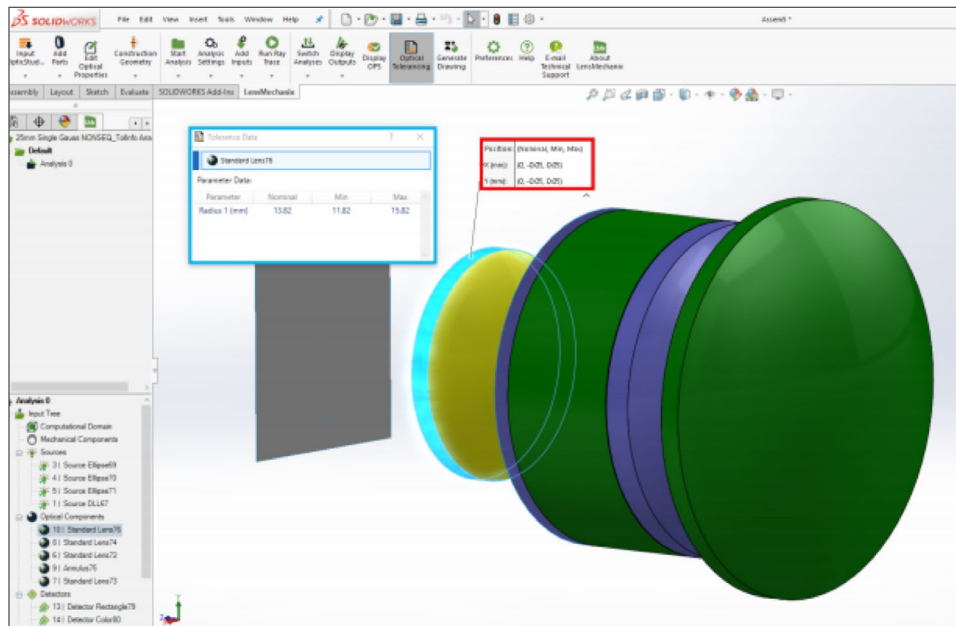 SOLIDWORKS File Edit View Insert Tools Window Help Assem8 *
Input
Add Parts
Edit Optical Properties
Construction Geometry
Start Analysis
Analysis Settings
Add Inputs
Run Ray Trace
Switch Analyses
Display Outputs
Display OPS
Optical Tolerancing
Generate Drawing
Preferences
Help
E-mail Technical Support
About LensMechanix
Layout Sketch Evaluate SOLIDWORKS Add-Ins LensMechanix
25mm Single Gauss NONSEQ_TolInfo
Default
Analysis 0
Tolerance Data ? ×
Standard Lens76
Parameter Data:
Parameter Nominal Min Max
Radius 1 (mm) 13.82 11.82 15.82
Position: (Nominal, Min, Max)
X (mm): (0, -0.05, 0.05)
Y (mm): (0, -0.05, 0.05)
Analysis 0
Input Tree
Computational Domain
Mechanical Components
Sources
3 | Source Ellipse69
4 | Source Ellipse70
5 | Source Ellipse71
1 | Source DLL67
Optical Components
10 | Standard Lens76
8 | Standard Lens74
6 | Standard Lens72
9 | Annulus75
7 | Standard Lens73
Detectors
13 | Detector Rectangle79
14 | Detector Color80